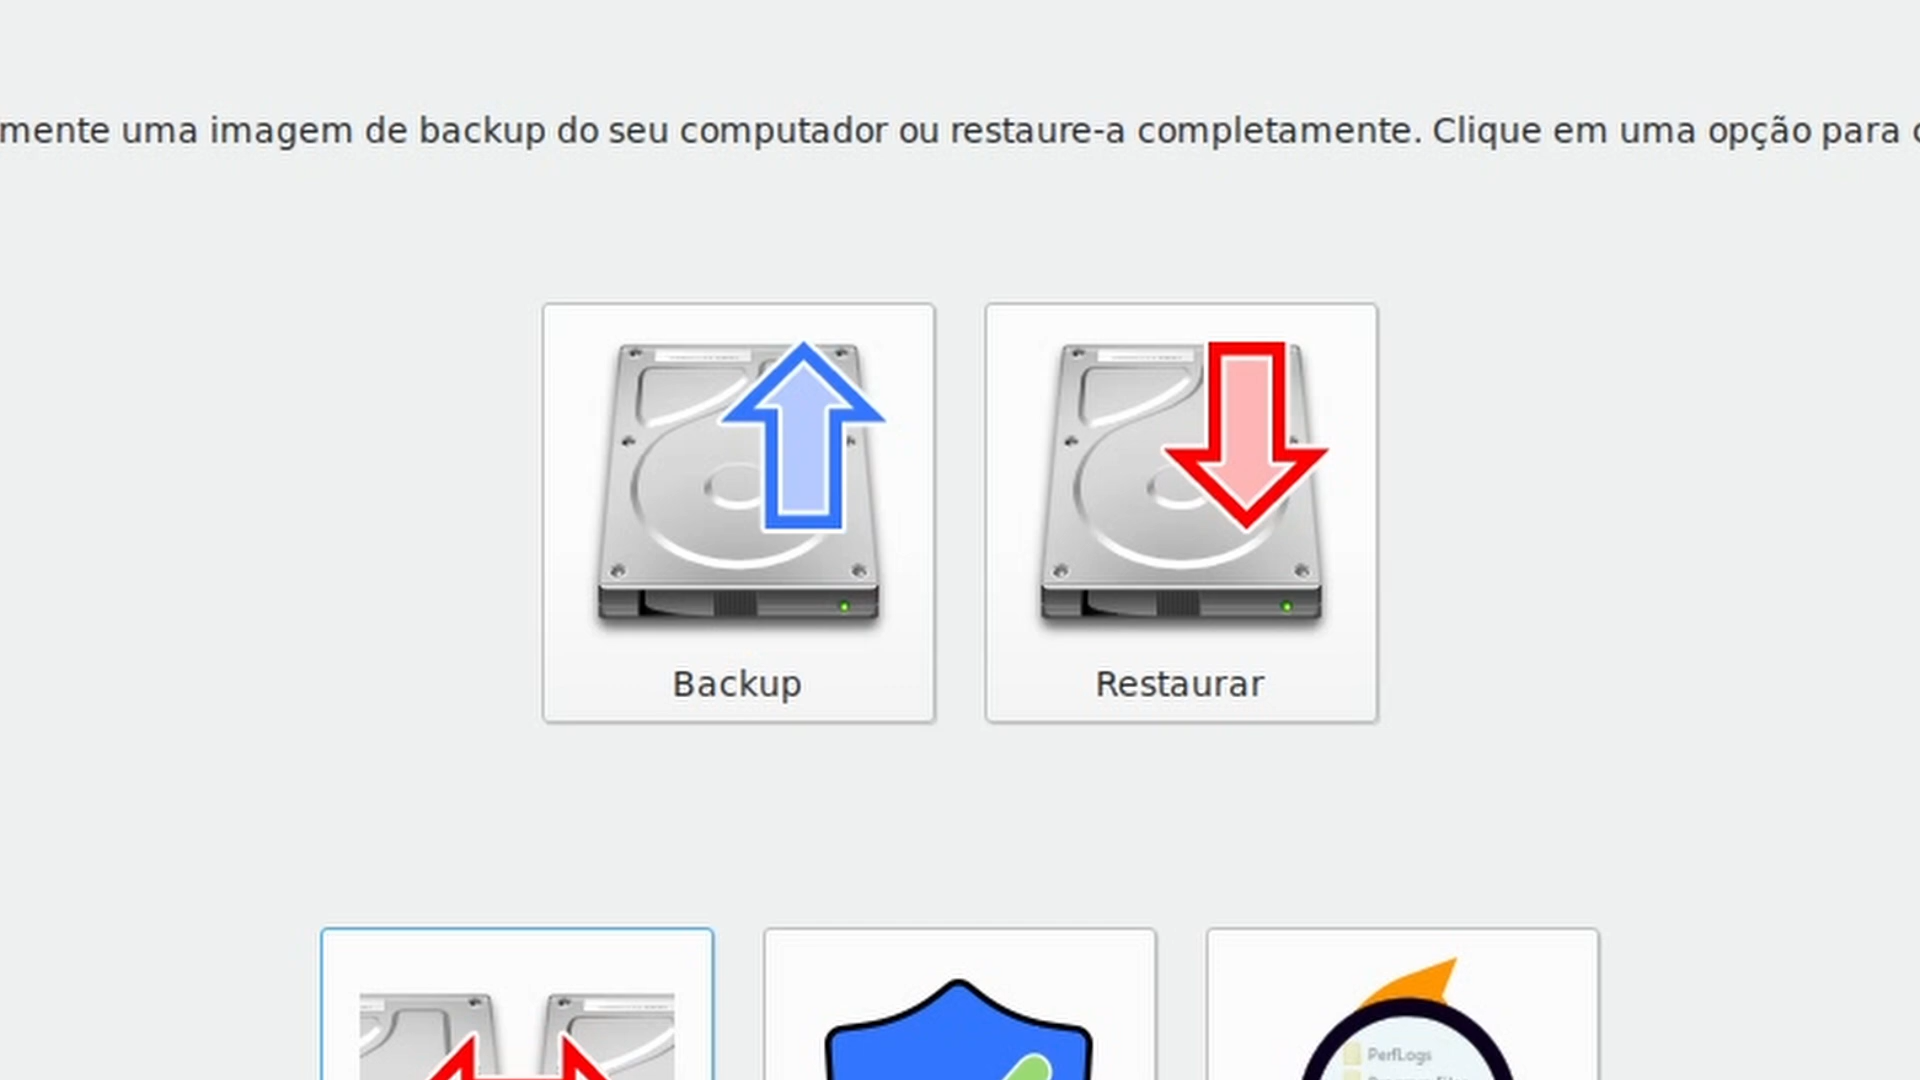 mente uma imagem de backup do seu computador ou restaure-a completamente. Clique em uma opção para
Backup
Restaurar
PerfLogs